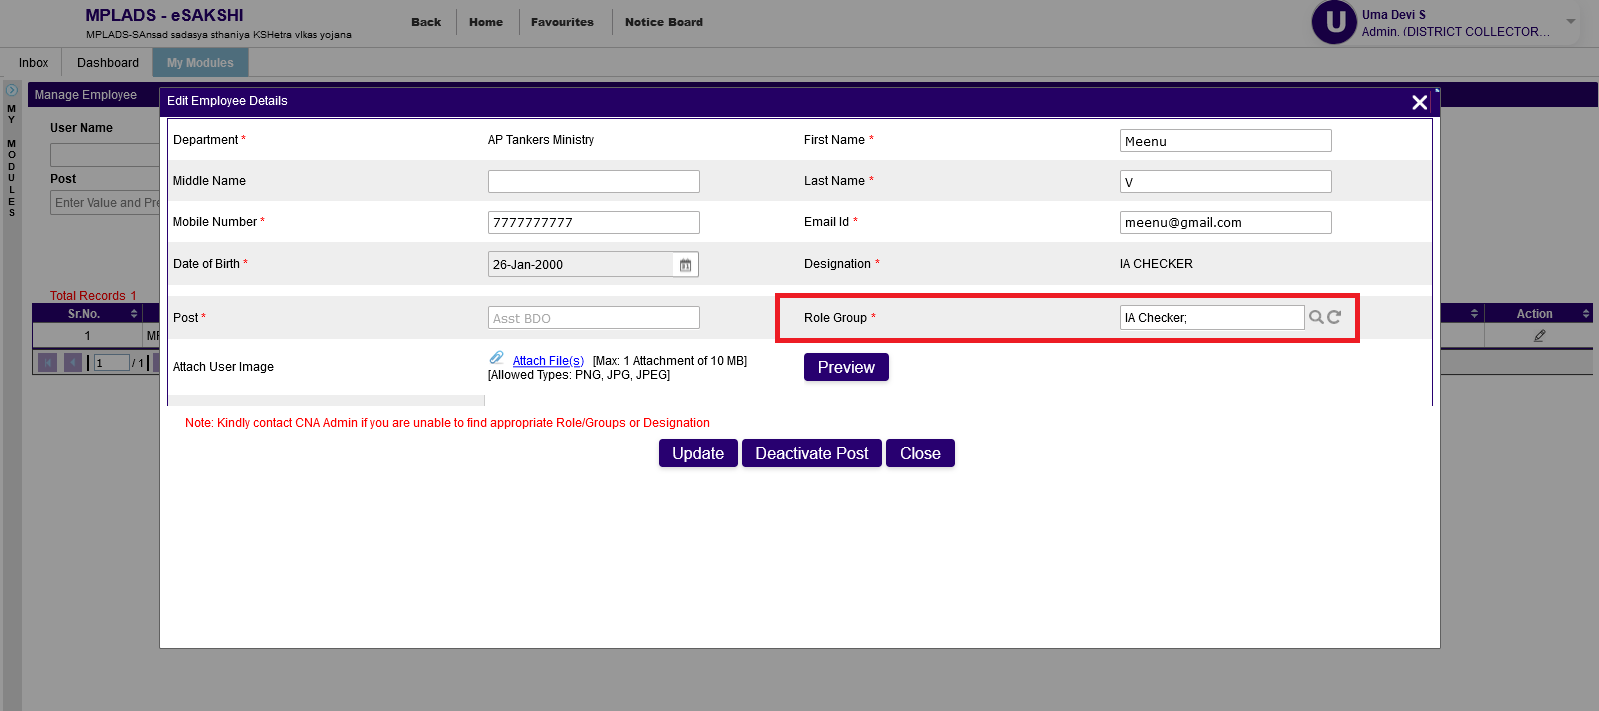 MPLADS - eSAKSHI
MPLADS-SAnsad sadasya sthaniya KSHetra vIkas yojana
Back
Home
Favourites
Notice Board
U
Uma Devi S
Admin. (DISTRICT COLLECTOR...
Inbox
Dashboard
My Modules
MY MODULES
Manage Employee
User Name
Post
Enter Value and Pre
Total Records 1
Sr.No.
Action
1
MP
1 / 1
Edit Employee Details
Department *
AP Tankers Ministry
First Name *
Meenu
Middle Name
Last Name *
V
Mobile Number *
7777777777
Email Id *
meenu@gmail.com
Date of Birth *
26-Jan-2000
Designation *
IA CHECKER
Post *
Asst BDO
Role Group *
IA Checker;
Attach User Image
Attach File(s) [Max: 1 Attachment of 10 MB]
[Allowed Types: PNG, JPG, JPEG]
Preview
Note: Kindly contact CNA Admin if you are unable to find appropriate Role/Groups or Designation
Update
Deactivate Post
Close